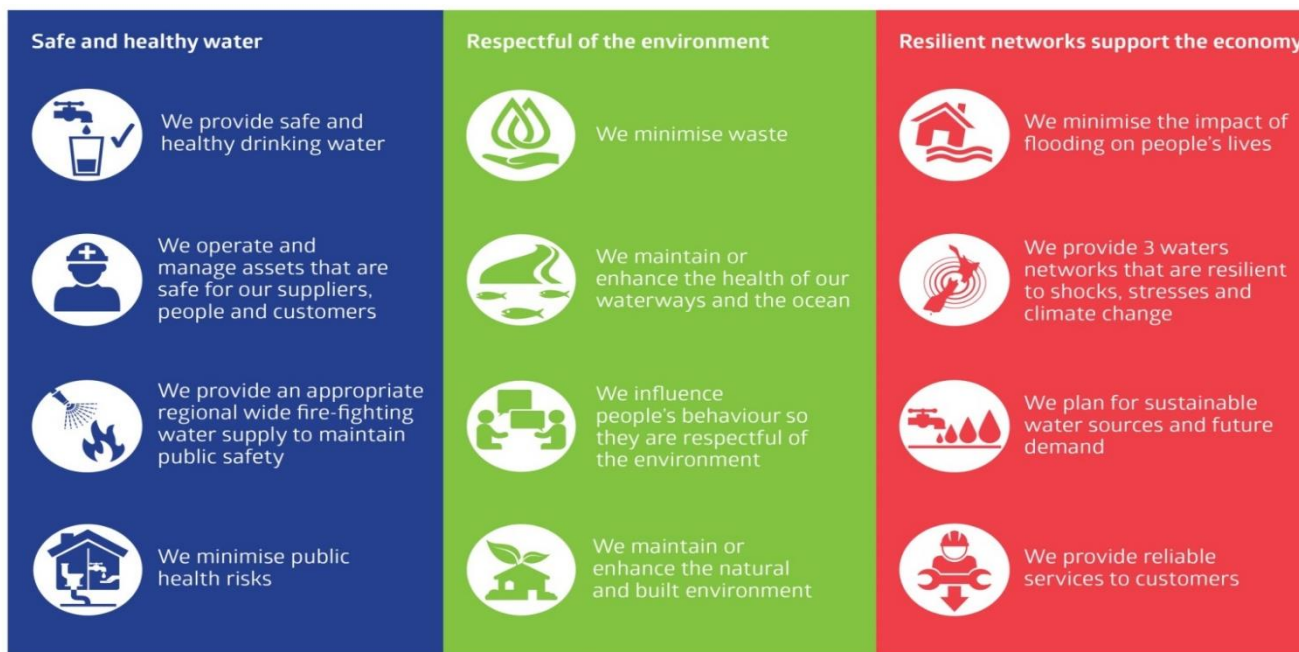 Safe and healthy water
We provide safe and
healthy drinking water
We operate and
manage assets that are
safe for our suppliers,
people and customers
We provide an appropriate
regional wide fire-fighting
water supply to maintain
public safety
We minimise public
health risks
Respectful of the environment
We minimise waste
We maintain or
enhance the health of our
waterways and the ocean
We influence
people's behaviour so
they are respectful of
the environment
We maintain or
enhance the natural
and built environment
Resilient networks support the economy
We minimise the impact of
flooding on people's lives
We provide 3 waters
networks that are resilient
to shocks, stresses and
climate change
We plan for sustainable
water sources and future
demand
We provide reliable
services to customers